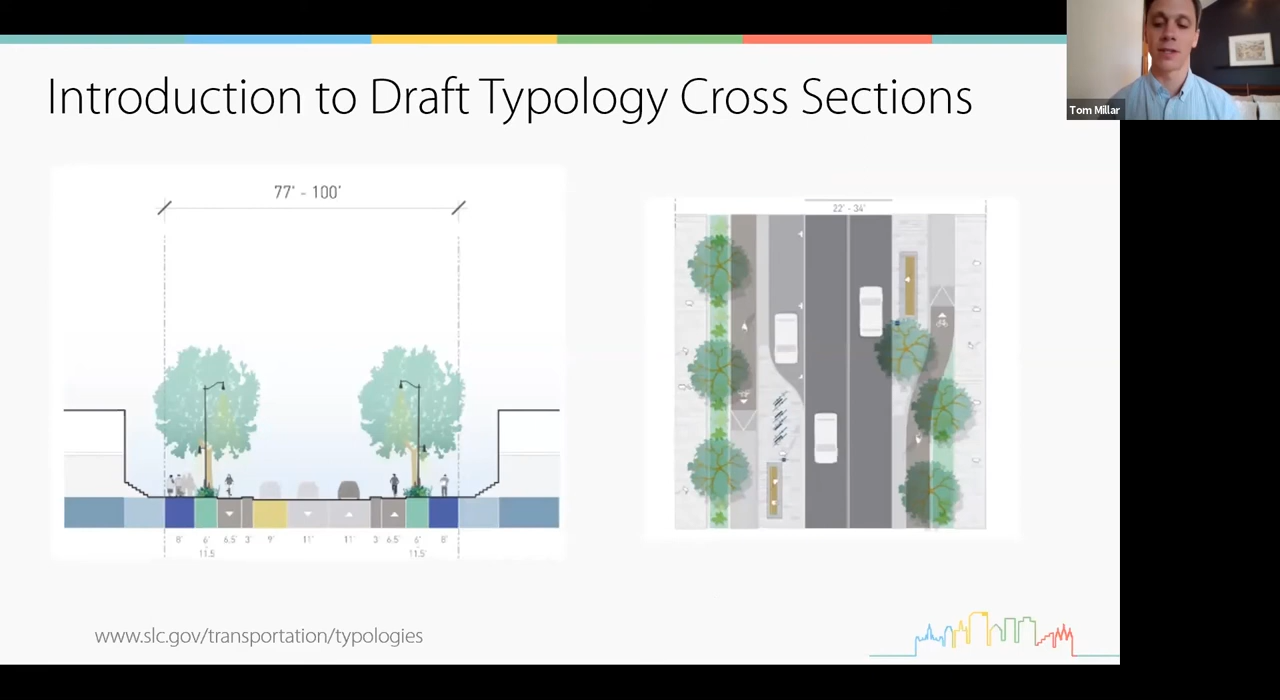 Introduction to Draft Typology Cross Sections
Tom Millar
77' - 100'
22' - 34'
8' 6' 6.5' 3' 9' 11' 11' 3' 6.5' 6' 8'
11.5' 11.5'
www.slc.gov/transportation/typologies